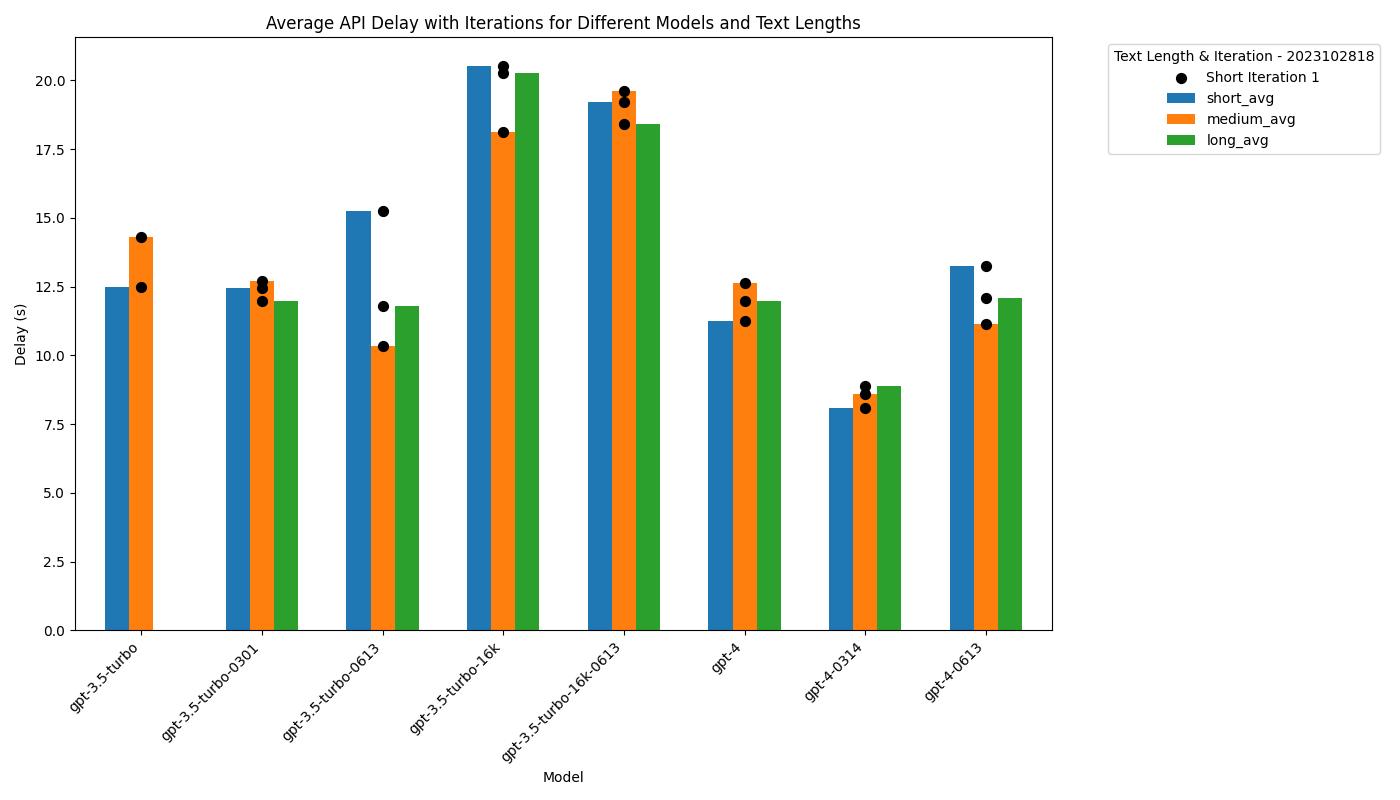 Average API Delay with Iterations for Different Models and Text Lengths
Text Length & Iteration - 2023102818
Short Iteration 1
short_avg
medium_avg
long_avg
Delay (s)
20.0
17.5
15.0
12.5
10.0
7.5
5.0
2.5
0.0
gpt-3.5-turbo
gpt-3.5-turbo-0301
gpt-3.5-turbo-0613
gpt-3.5-turbo-16k
gpt-3.5-turbo-16k-0613
gpt-4
gpt-4-0314
gpt-4-0613
Model